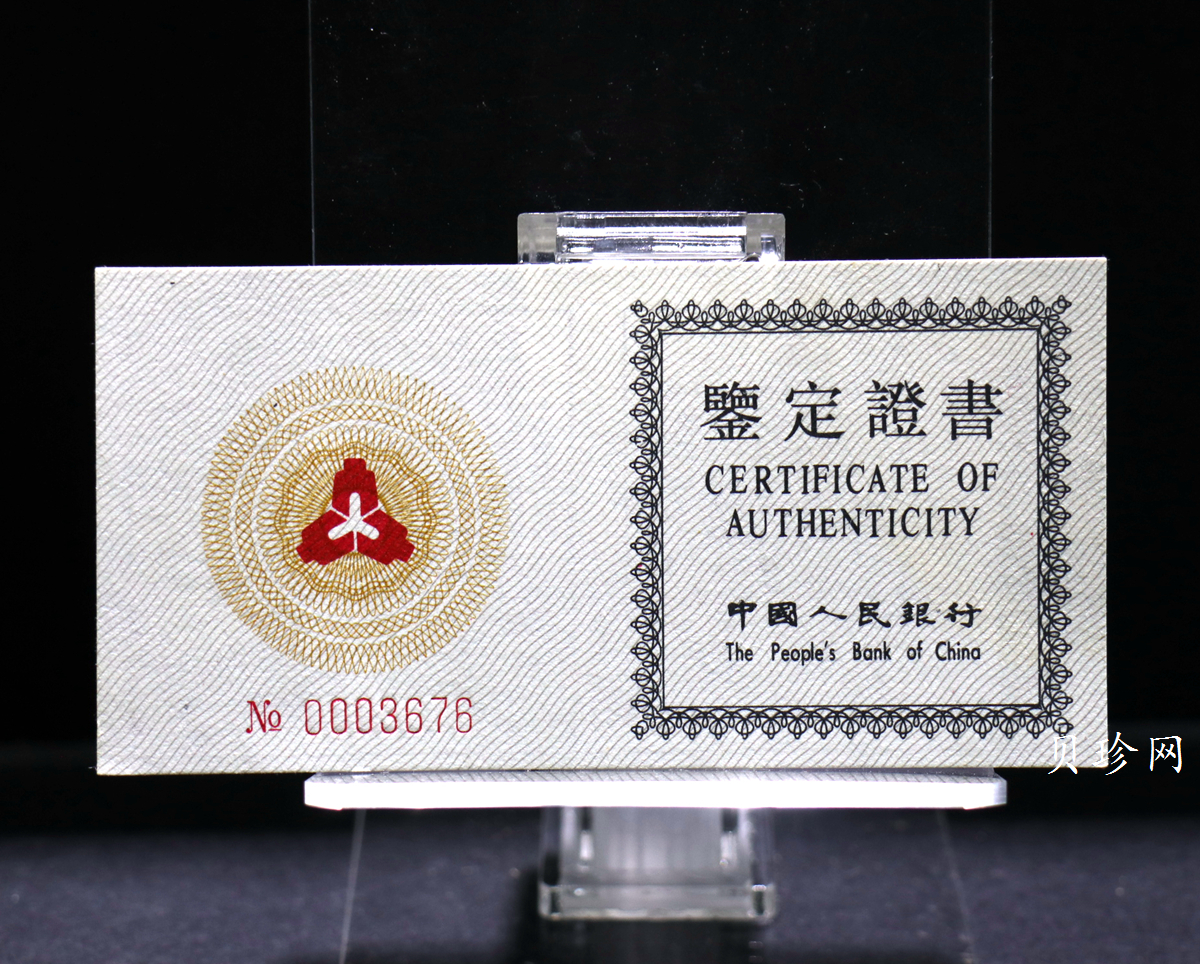 № 0003676
鑒定證書
CERTIFICATE OF
AUTHENTICITY
中國人民銀行
The People's Bank of China
贝珍网